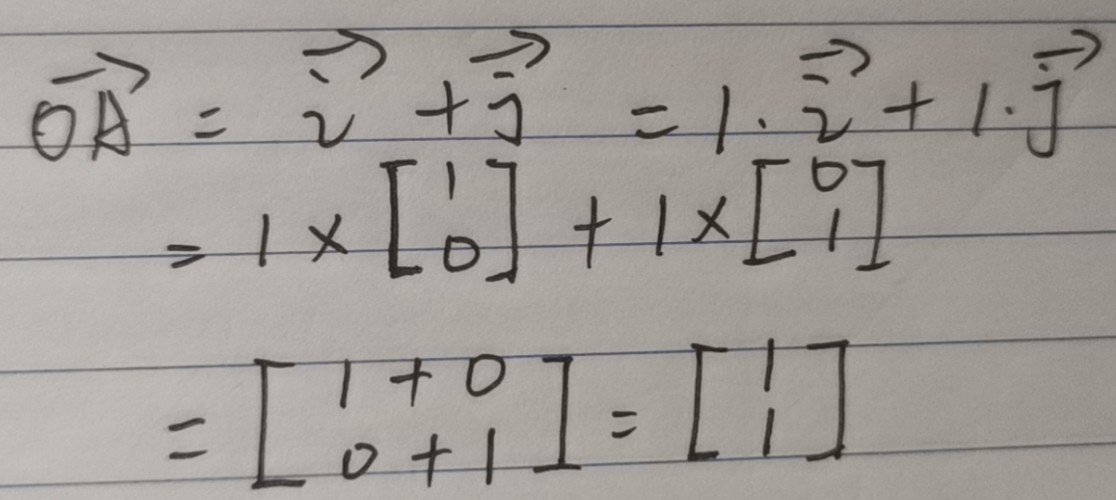 $\overrightarrow{OA} = \vec{i} + \vec{j} = 1 \cdot \vec{i} + 1 \cdot \vec{j}$
$= 1 \times \begin{bmatrix} 1 \\ 0 \end{bmatrix} + 1 \times \begin{bmatrix} 0 \\ 1 \end{bmatrix}$
$= \begin{bmatrix} 1 + 0 \\ 0 + 1 \end{bmatrix} = \begin{bmatrix} 1 \\ 1 \end{bmatrix}$